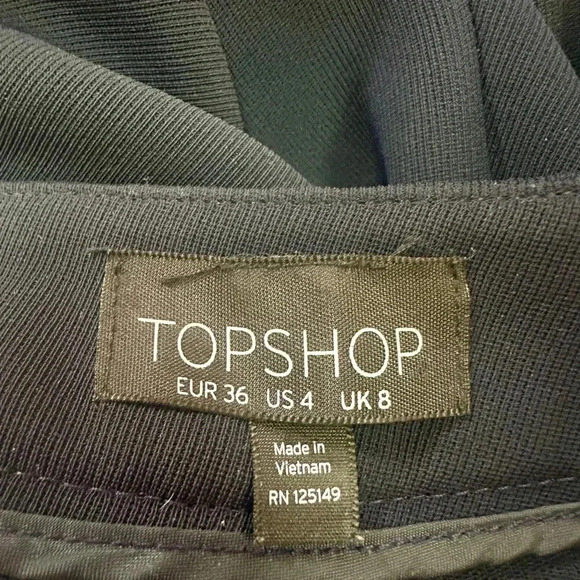 TOPSHOP
EUR 36 US 4 UK 8
Made in
Vietnam
RN 125149